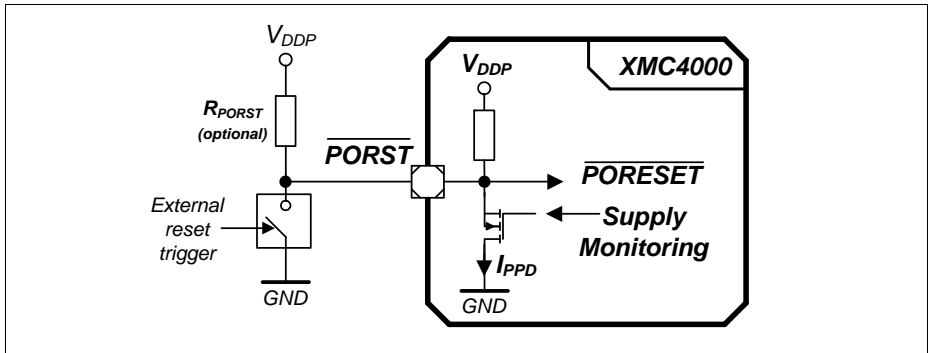 VDDP
RPORST
(optional)
External
reset
trigger
GND
PORST
XMC4000
VDDP
PORESET
Supply
Monitoring
IPPD
GND